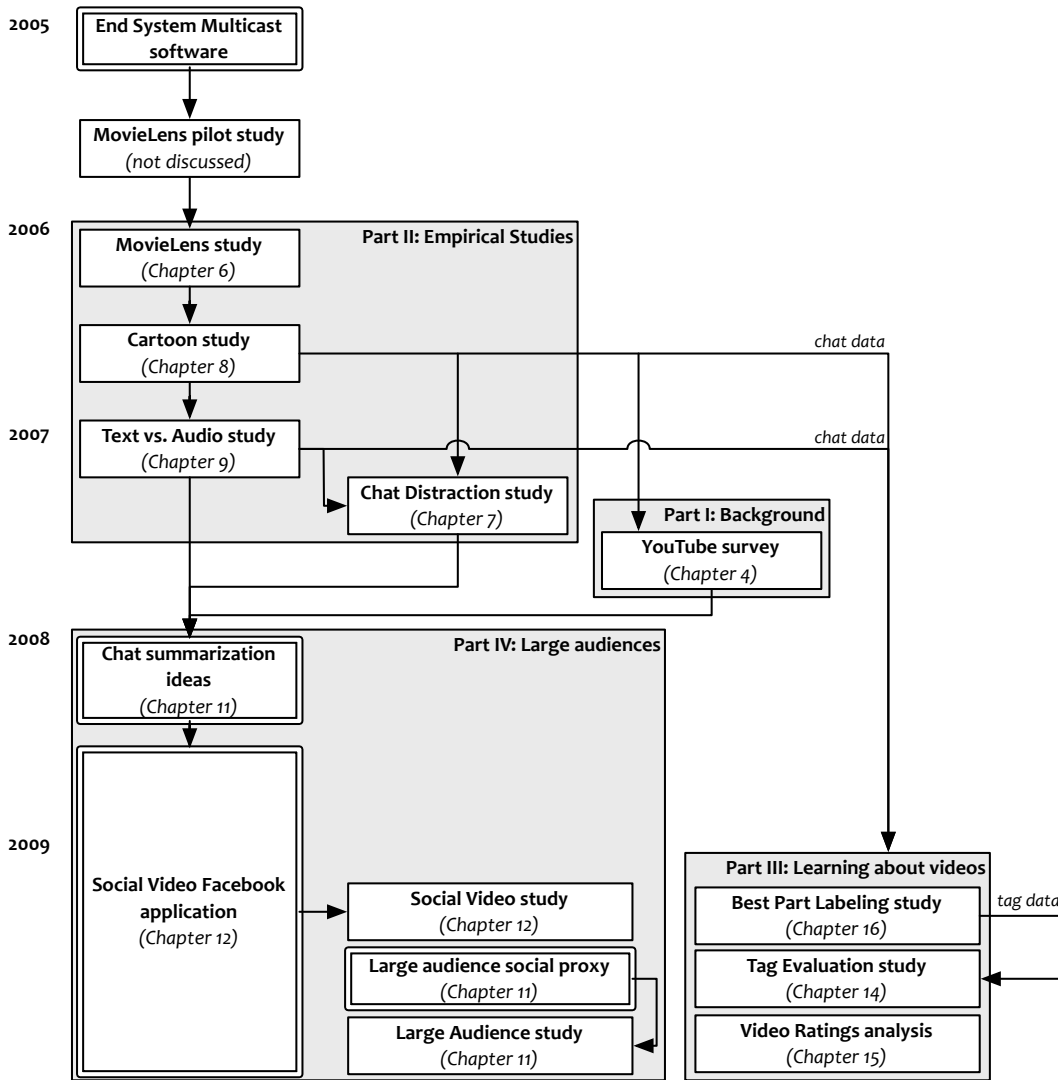 2005
End System Multicast
software
MovieLens pilot study
(not discussed)
2006
Part II: Empirical Studies
MovieLens study
(Chapter 6)
Cartoon study
(Chapter 8)
chat data
2007
Text vs. Audio study
(Chapter 9)
chat data
Chat Distraction study
(Chapter 7)
Part I: Background
YouTube survey
(Chapter 4)
2008
Part IV: Large audiences
Chat summarization
ideas
(Chapter 11)
2009
Social Video Facebook
application
(Chapter 12)
Social Video study
(Chapter 12)
Large audience social proxy
(Chapter 11)
Large Audience study
(Chapter 11)
Part III: Learning about videos
Best Part Labeling study
(Chapter 16)
tag data
Tag Evaluation study
(Chapter 14)
Video Ratings analysis
(Chapter 15)